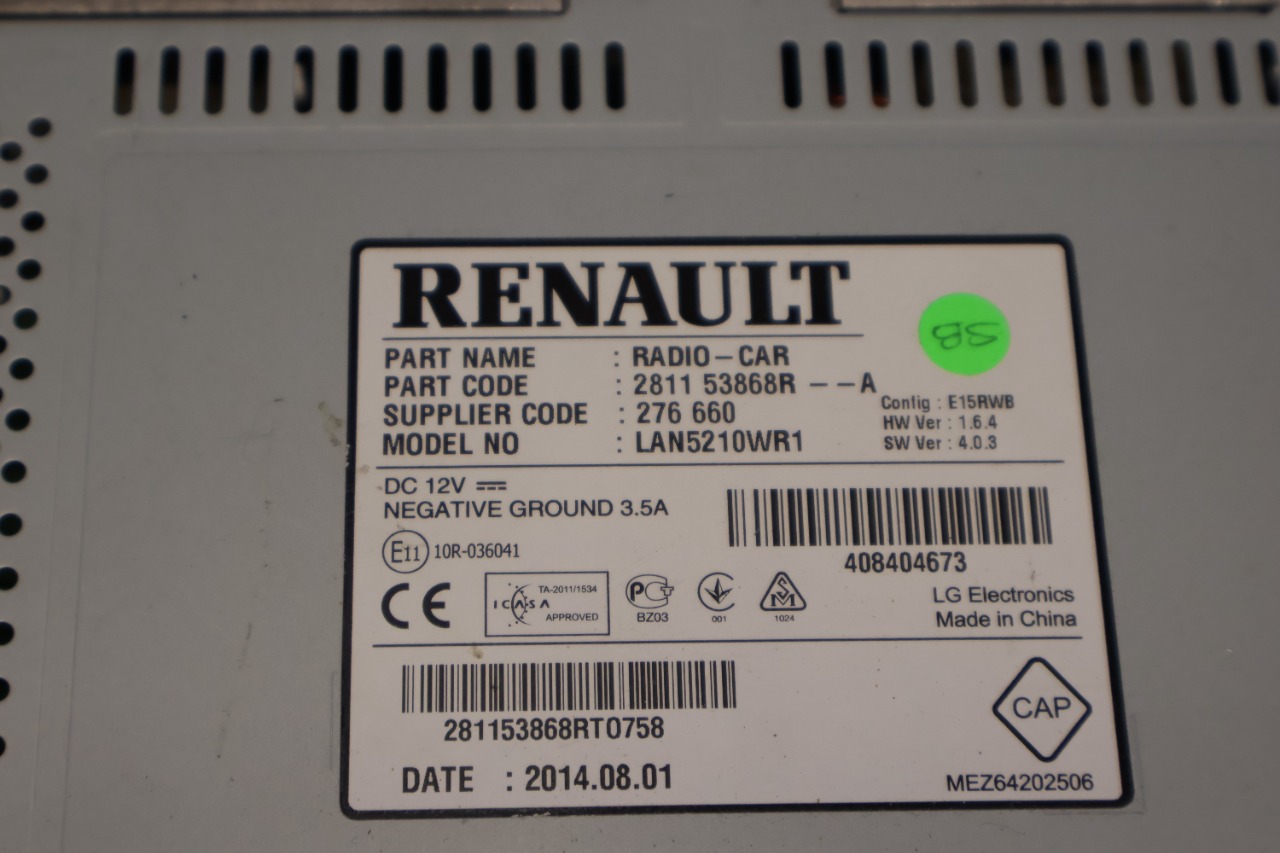 RENAULT
PART NAME : RADIO-CAR
PART CODE : 2811 53868R --A
SUPPLIER CODE : 276 660
MODEL NO : LAN5210WR1
Config : E15RWB
HW Ver : 1.6.4
SW Ver : 4.0.3
DC 12V
NEGATIVE GROUND 3.5A
E11 10R-036041
408404673
CE
TA-2011/1534
ICASA
APPROVED
PCT
BZ03
001
SM
1024
LG Electronics
Made in China
281153868RT0758
DATE : 2014.08.01
CAP
MEZ64202506